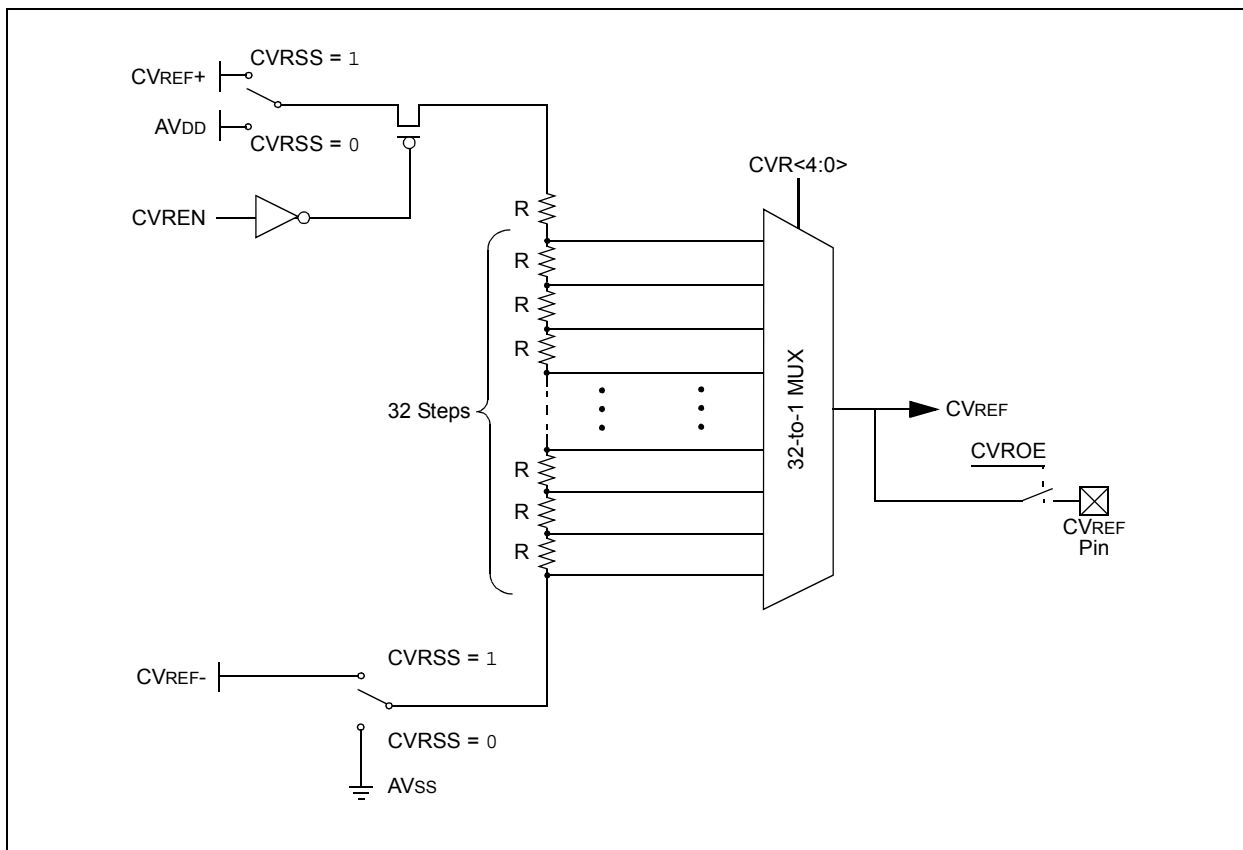 CVRSS = 1
CVREF+
AVDD
CVRSS = 0
CVREN
CVR<4:0>
R
R
R
R
32 Steps
32-to-1 MUX
CVREF
CVROE
R
R
R
CVREF
Pin
CVRSS = 1
CVREF-
CVRSS = 0
AVSS